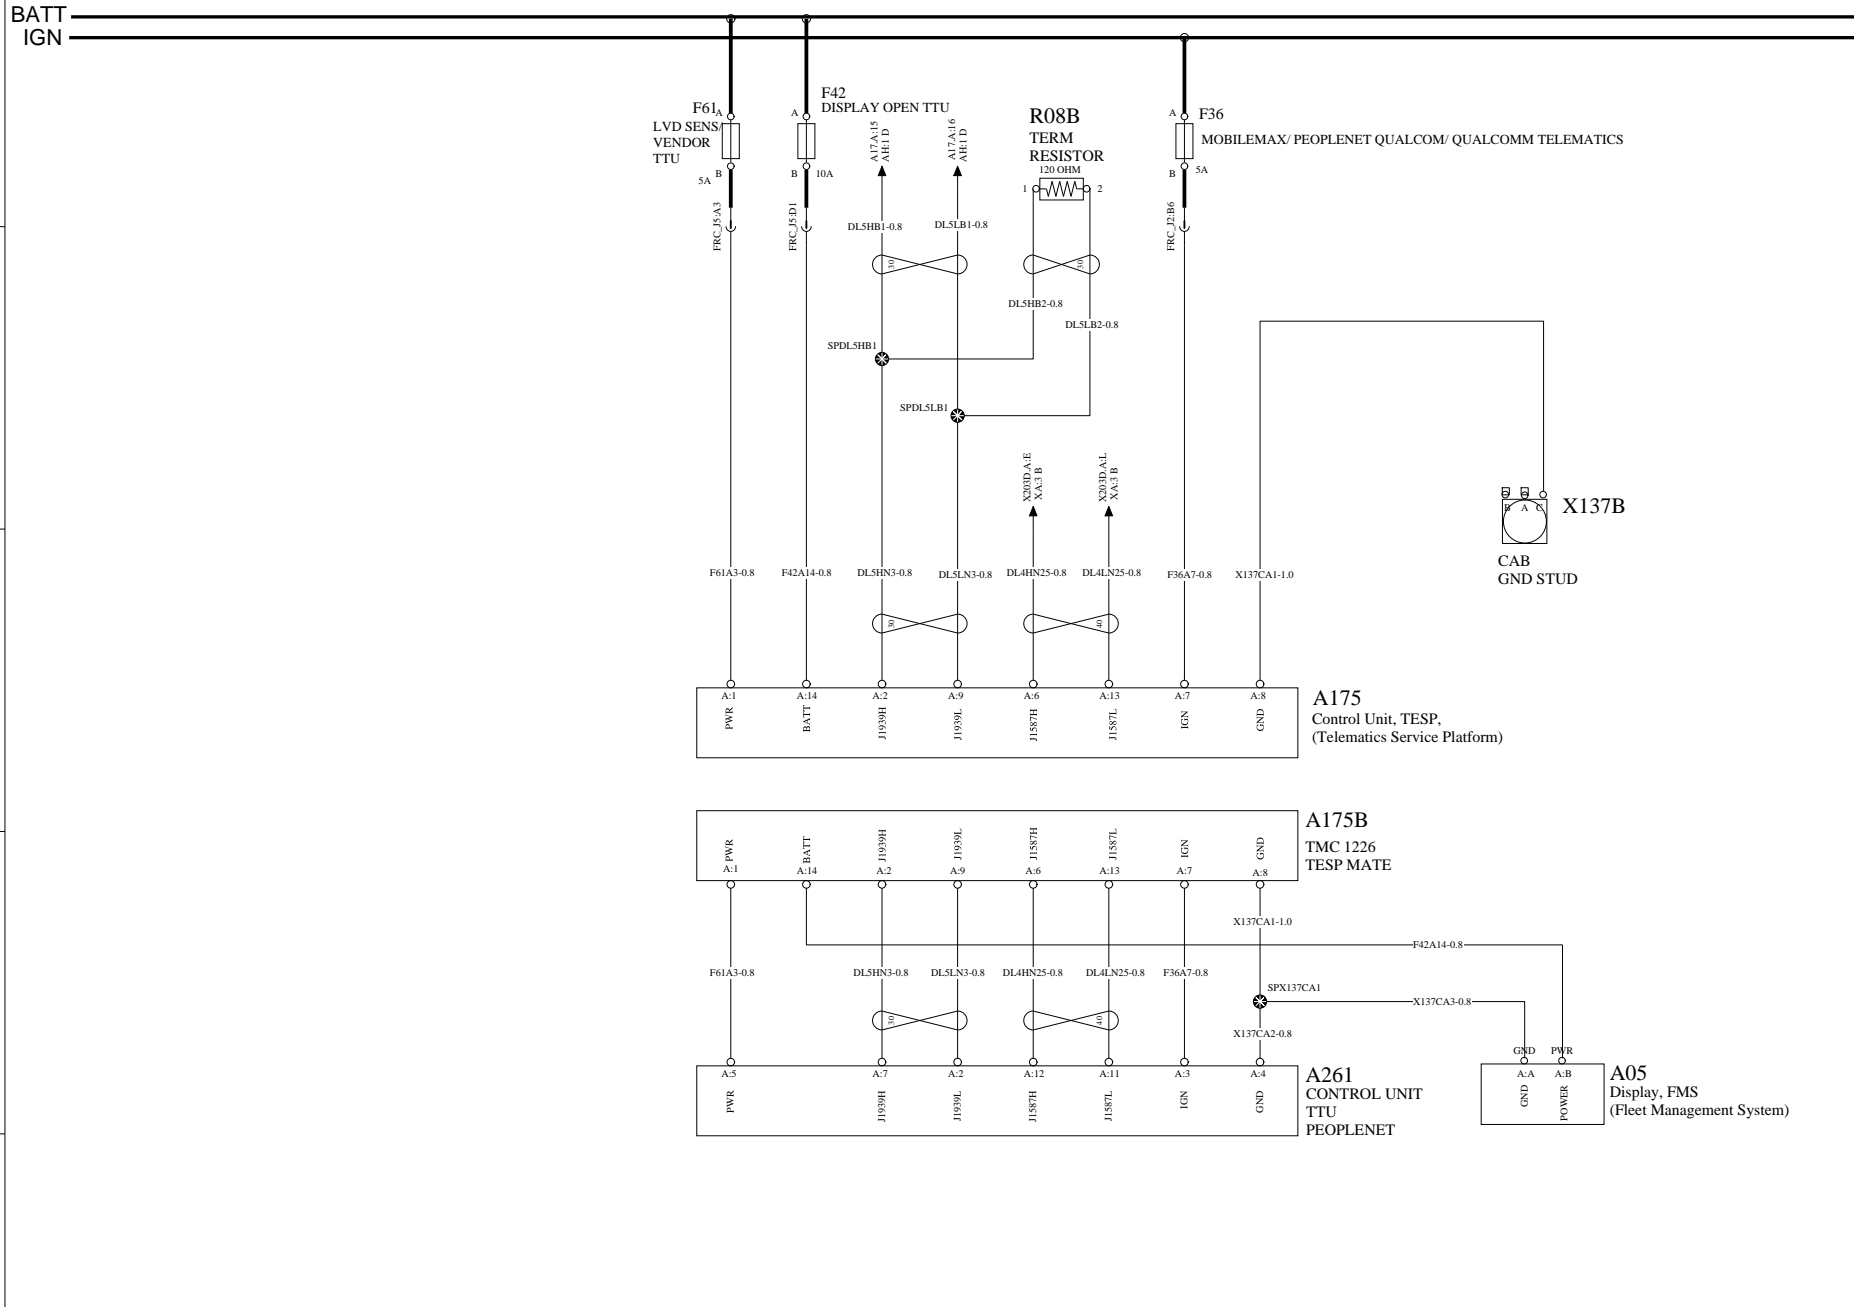 BATT
IGN
F61
A
LVD SENS/
VENDOR
TTU
B
5A
FRC_J5:A3
F42
DISPLAY OPEN TTU
A
B
10A
FRC_J5:D1
A17.A:15
AH:1 D
A17.A:16
AH:1 D
R08B
TERM
RESISTOR
120 OHM
1
2
A
F36
MOBILEMAX/ PEOPLENET QUALCOM/ QUALCOMM TELEMATICS
B
5A
FRC_J2:B6
DL5HB1-0.8
DL5LB1-0.8
30
30
DL5HB2-0.8
DL5LB2-0.8
SPDL5HB1
SPDL5LB1
X203D.A:E
XA:3 B
X203D.A:L
XA:3 B
B
A
C
X137B
CAB
GND STUD
F61A3-0.8
F42A14-0.8
DL5HN3-0.8
DL5LN3-0.8
DL4HN25-0.8
DL4LN25-0.8
F36A7-0.8
X137CA1-1.0
30
40
A:1
A:14
A:2
A:9
A:6
A:13
A:7
A:8
PWR
BATT
J1939H
J1939L
J1587H
J1587L
IGN
GND
A175
Control Unit, TESP,
(Telematics Service Platform)
PWR
BATT
J1939H
J1939L
J1587H
J1587L
IGN
GND
A:1
A:14
A:2
A:9
A:6
A:13
A:7
A:8
A175B
TMC 1226
TESP MATE
X137CA1-1.0
F42A14-0.8
F61A3-0.8
DL5HN3-0.8
DL5LN3-0.8
DL4HN25-0.8
DL4LN25-0.8
F36A7-0.8
SPX137CA1
X137CA3-0.8
30
40
X137CA2-0.8
GND
PWR
A:5
A:7
A:2
A:12
A:11
A:3
A:4
PWR
J1939H
J1939L
J1587H
J1587L
IGN
GND
A261
CONTROL UNIT
TTU
PEOPLENET
A:A
A:B
GND
POWER
A05
Display, FMS
(Fleet Management System)